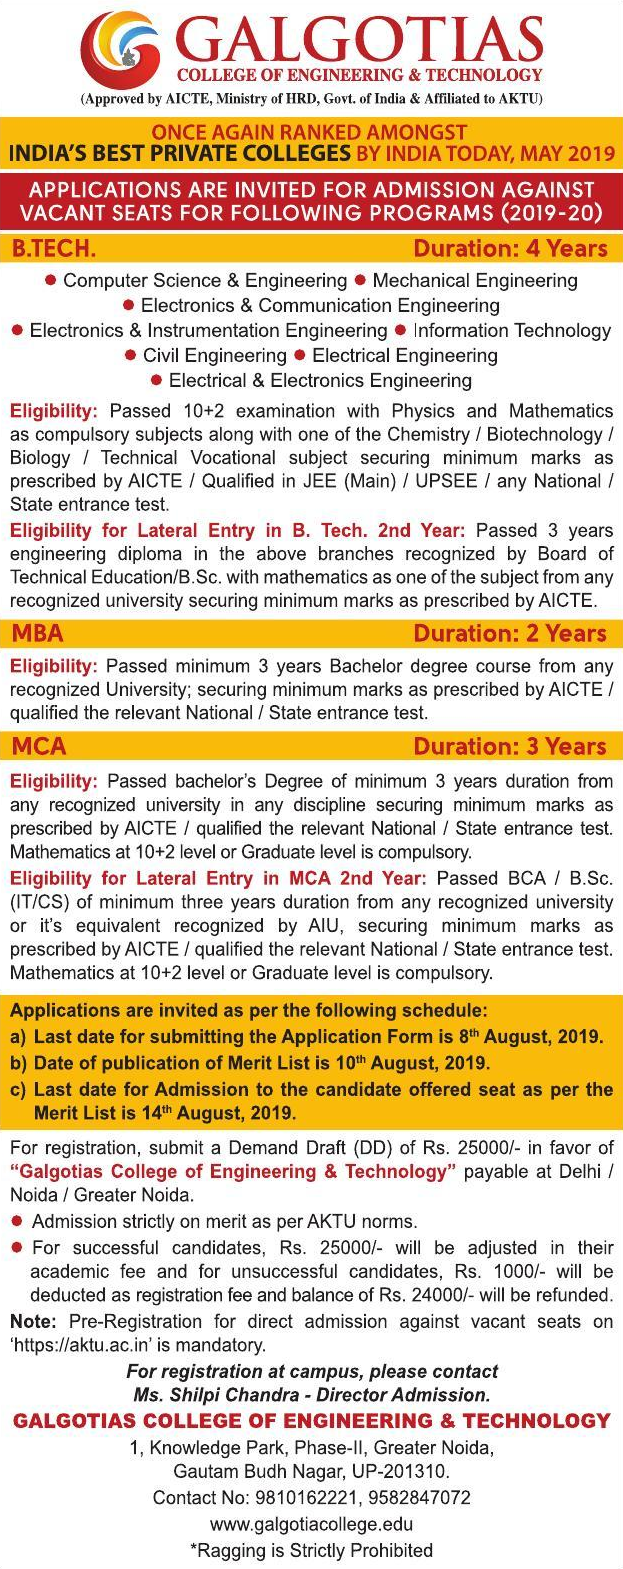 GALGOTIAS
COLLEGE OF ENGINEERING & TECHNOLOGY
(Approved by AICTE, Ministry of HRD, Govt. of India & Affiliated to AKTU)
ONCE AGAIN RANKED AMONGST
INDIA'S BEST PRIVATE COLLEGES BY INDIA TODAY, MAY 2019
APPLICATIONS ARE INVITED FOR ADMISSION AGAINST
VACANT SEATS FOR FOLLOWING PROGRAMS (2019-20)
B.TECH. Duration: 4 Years
● Computer Science & Engineering ● Mechanical Engineering
● Electronics & Communication Engineering
● Electronics & Instrumentation Engineering ● Information Technology
● Civil Engineering ● Electrical Engineering
● Electrical & Electronics Engineering
Eligibility: Passed 10+2 examination with Physics and Mathematics
as compulsory subjects along with one of the Chemistry / Biotechnology /
Biology / Technical Vocational subject securing minimum marks as
prescribed by AICTE / Qualified in JEE (Main) / UPSEE / any National /
State entrance test.
Eligibility for Lateral Entry in B. Tech. 2nd Year: Passed 3 years
engineering diploma in the above branches recognized by Board of
Technical Education/B.Sc. with mathematics as one of the subject from any
recognized university securing minimum marks as prescribed by AICTE.
MBA Duration: 2 Years
Eligibility: Passed minimum 3 years Bachelor degree course from any
recognized University; securing minimum marks as prescribed by AICTE /
qualified the relevant National / State entrance test.
MCA Duration: 3 Years
Eligibility: Passed bachelor's Degree of minimum 3 years duration from
any recognized university in any discipline securing minimum marks as
prescribed by AICTE / qualified the relevant National / State entrance test.
Mathematics at 10+2 level or Graduate level is compulsory.
Eligibility for Lateral Entry in MCA 2nd Year: Passed BCA / B.Sc.
(IT/CS) of minimum three years duration from any recognized university
or it's equivalent recognized by AIU, securing minimum marks as
prescribed by AICTE / qualified the relevant National / State entrance test.
Mathematics at 10+2 level or Graduate level is compulsory.
Applications are invited as per the following schedule:
a) Last date for submitting the Application Form is 8th August, 2019.
b) Date of publication of Merit List is 10th August, 2019.
c) Last date for Admission to the candidate offered seat as per the
Merit List is 14th August, 2019.
For registration, submit a Demand Draft (DD) of Rs. 25000/- in favor of
"Galgotias College of Engineering & Technology" payable at Delhi /
Noida / Greater Noida.
● Admission strictly on merit as per AKTU norms.
● For successful candidates, Rs. 25000/- will be adjusted in their
academic fee and for unsuccessful candidates, Rs. 1000/- will be
deducted as registration fee and balance of Rs. 24000/- will be refunded.
Note: Pre-Registration for direct admission against vacant seats on
'https://aktu.ac.in' is mandatory.
For registration at campus, please contact
Ms. Shilpi Chandra - Director Admission.
GALGOTIAS COLLEGE OF ENGINEERING & TECHNOLOGY
1, Knowledge Park, Phase-II, Greater Noida,
Gautam Budh Nagar, UP-201310.
Contact No: 9810162221, 9582847072
www.galgotiacollege.edu
*Ragging is Strictly Prohibited